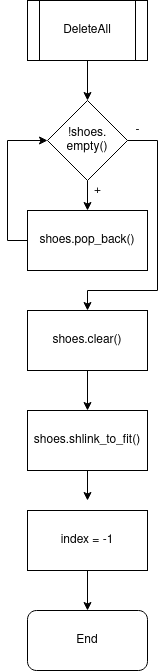 DeleteAll
!shoes.
empty()
-
+
shoes.pop_back()
shoes.clear()
shoes.shlink_to_fit()
index = -1
End